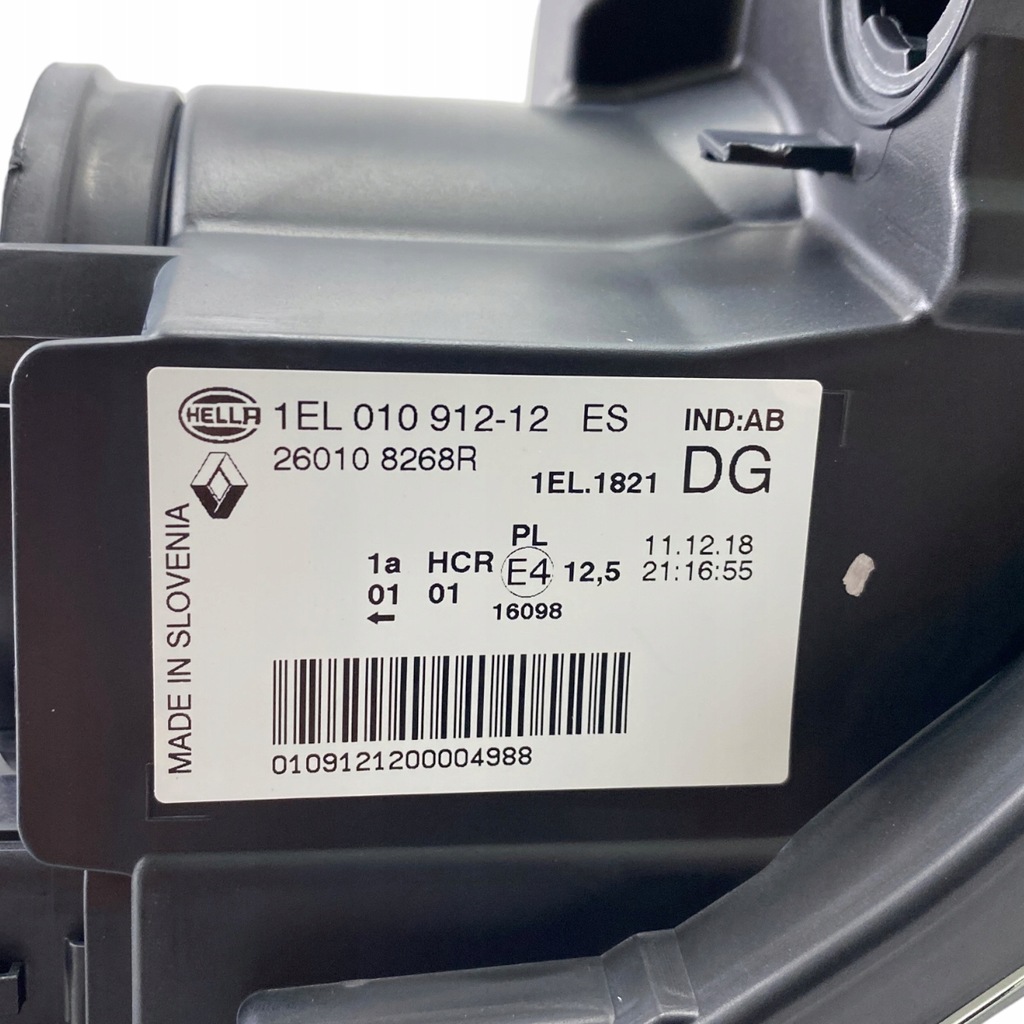 HELLA 1EL 010 912-12 ES IND:AB
26010 8268R
1EL.1821 DG
MADE IN SLOVENIA
PL
1a HCR E4 12,5
01 01
←
16098
11.12.18
21:16:55
0109121200004988